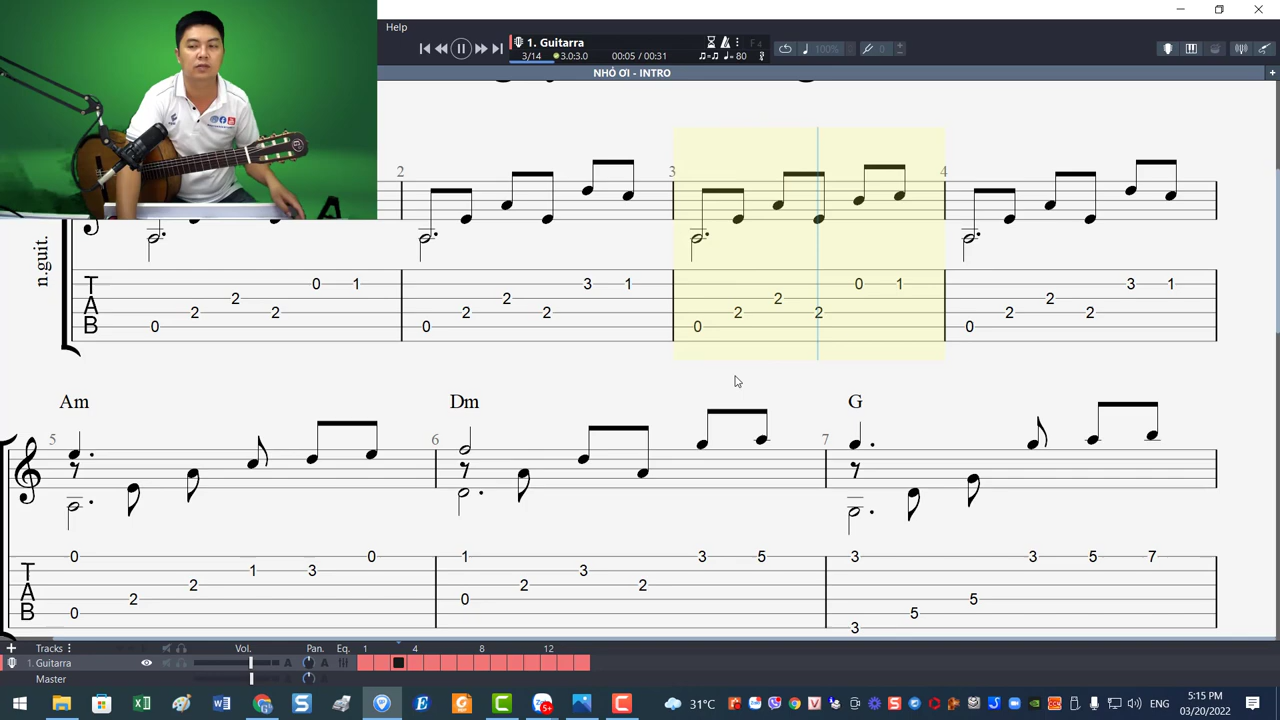 Help
1. Guitarra
3/14 3.0:3.0 00:05 / 00:31 =80 100% 0
NHỎ ƠI - INTRO
n.guit.
2 3 4
T
A
B
0 2 2 2 0 1
0 2 2 2 3 1
0 2 2 2 0 1
0 2 2 2 3 1
Am Dm G
5 6 7
T
A
B
0 0 2 2 1 3 0
1 0 2 3 2 3 5
3 3 5 5 3 5 7
Tracks Vol. Pan. Eq. 1 4 8 12
1. Guitarra
Master
31°C ENG
5:15 PM
03/20/2022